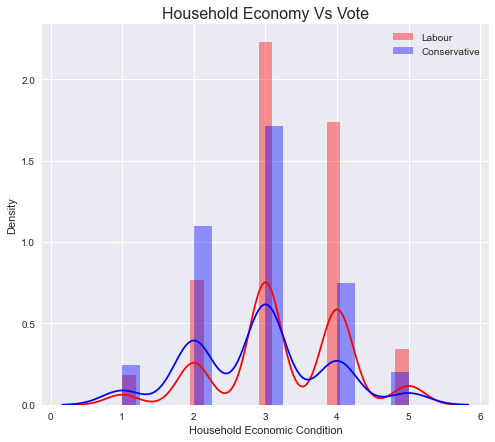 Household Economy Vs Vote
Labour
Conservative
2.0
1.5
1.0
0.5
0.0
Density
0 1 2 3 4 5 6
Household Economic Condition